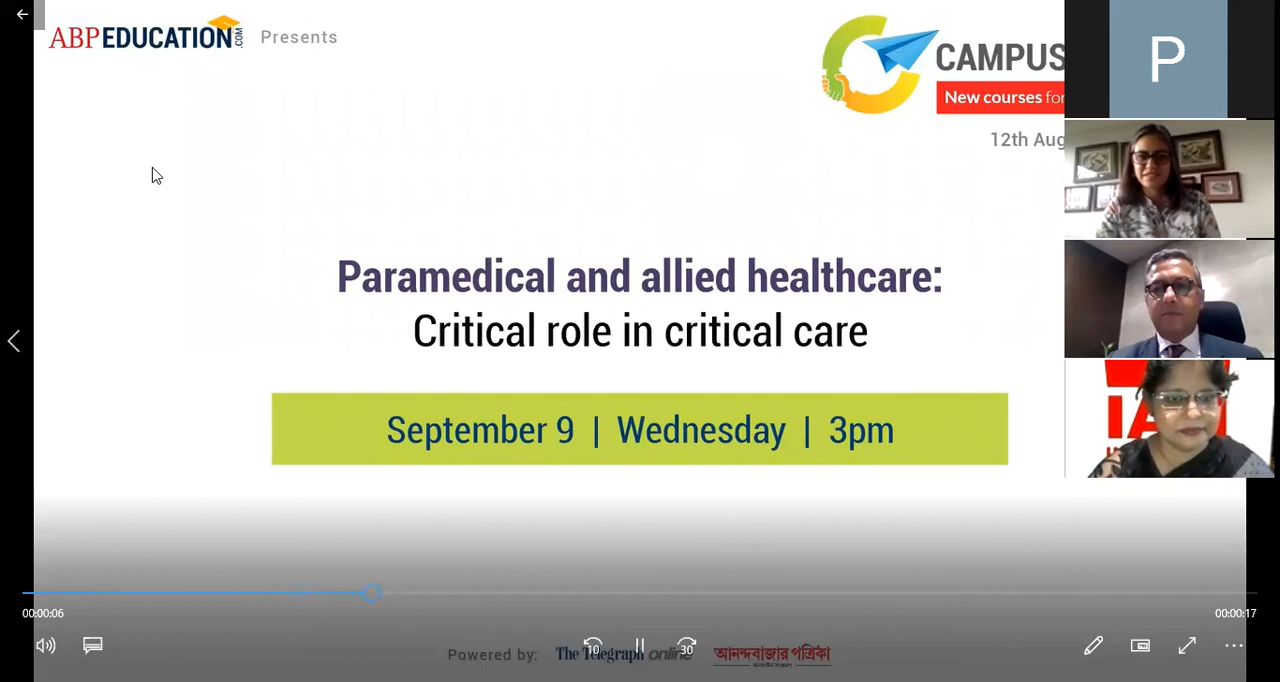 ABPEDUCATION.COM Presents
CAMPUS
New courses for
12th Aug
P
Paramedical and allied healthcare:
Critical role in critical care
September 9 | Wednesday | 3pm
00:00:06
00:00:17
10
30
Powered by: The Telegraph online আনন্দবাজার পত্রিকা